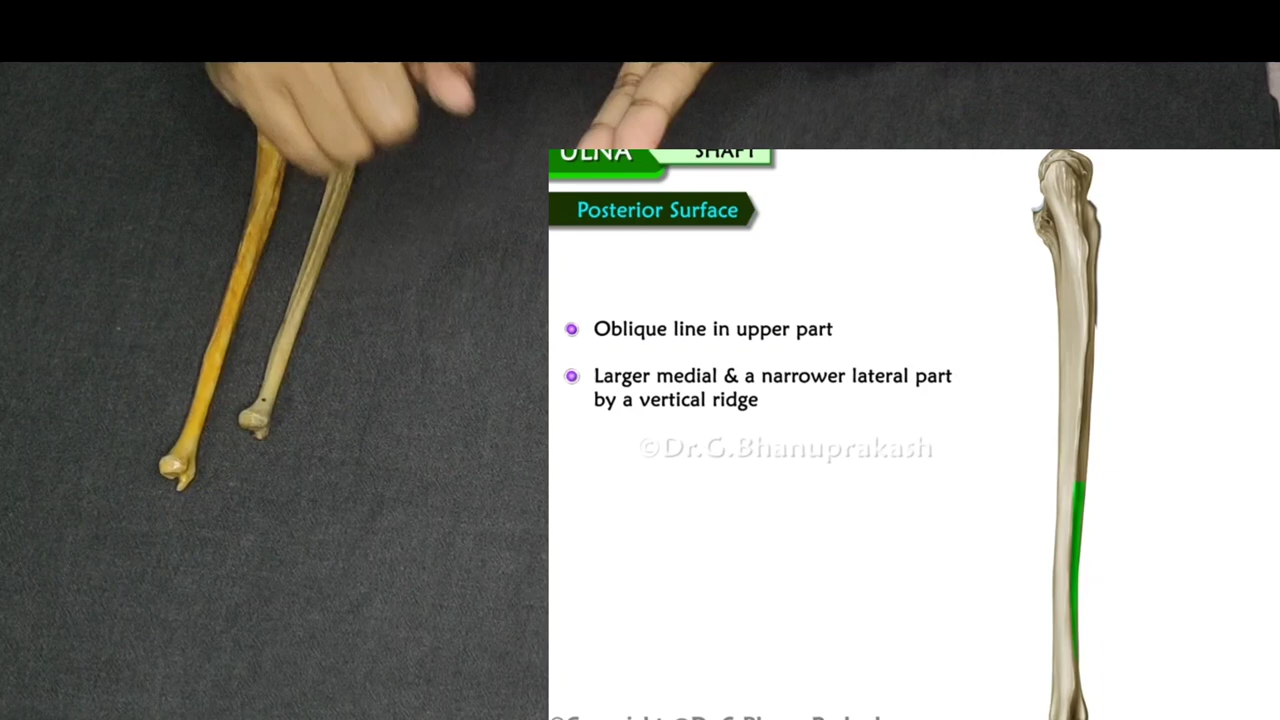 ULNA SHAFT
Posterior Surface
Oblique line in upper part
Larger medial & a narrower lateral part
by a vertical ridge
©Dr.G.Bhanuprakash